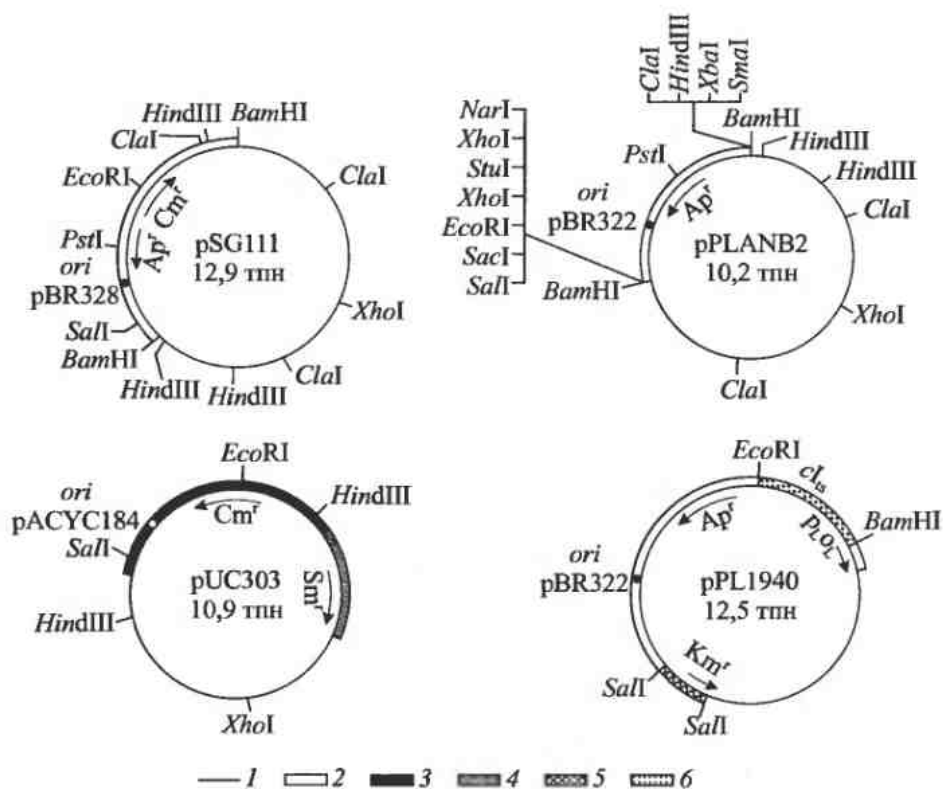 HindIII
BamHI
ClaI
EcoRI
ClaI
Cmʳ
Apʳ
PstI
pSG111
12,9 тпн
ori
pBR328
XhoI
SalI
BamHI
HindIII
HindIII
ClaI
ClaI
HindIII
XbaI
SmaI
NarI
XhoI
StuI
XhoI
EcoRI
SacI
SalI
BamHI
HindIII
PstI
HindIII
ori
pBR322
Apʳ
ClaI
pPLANB2
10,2 тпн
BamHI
XhoI
ClaI
EcoRI
HindIII
ori
pACYC184
Cmʳ
SalI
Smʳ
pUC303
10,9 тпн
HindIII
XhoI
EcoRI
cIts
Apʳ
BamHI
pLoL
ori
pBR322
pPL1940
12,5 тпн
Kmʳ
SalI
SalI
1 2 3 4 5 6